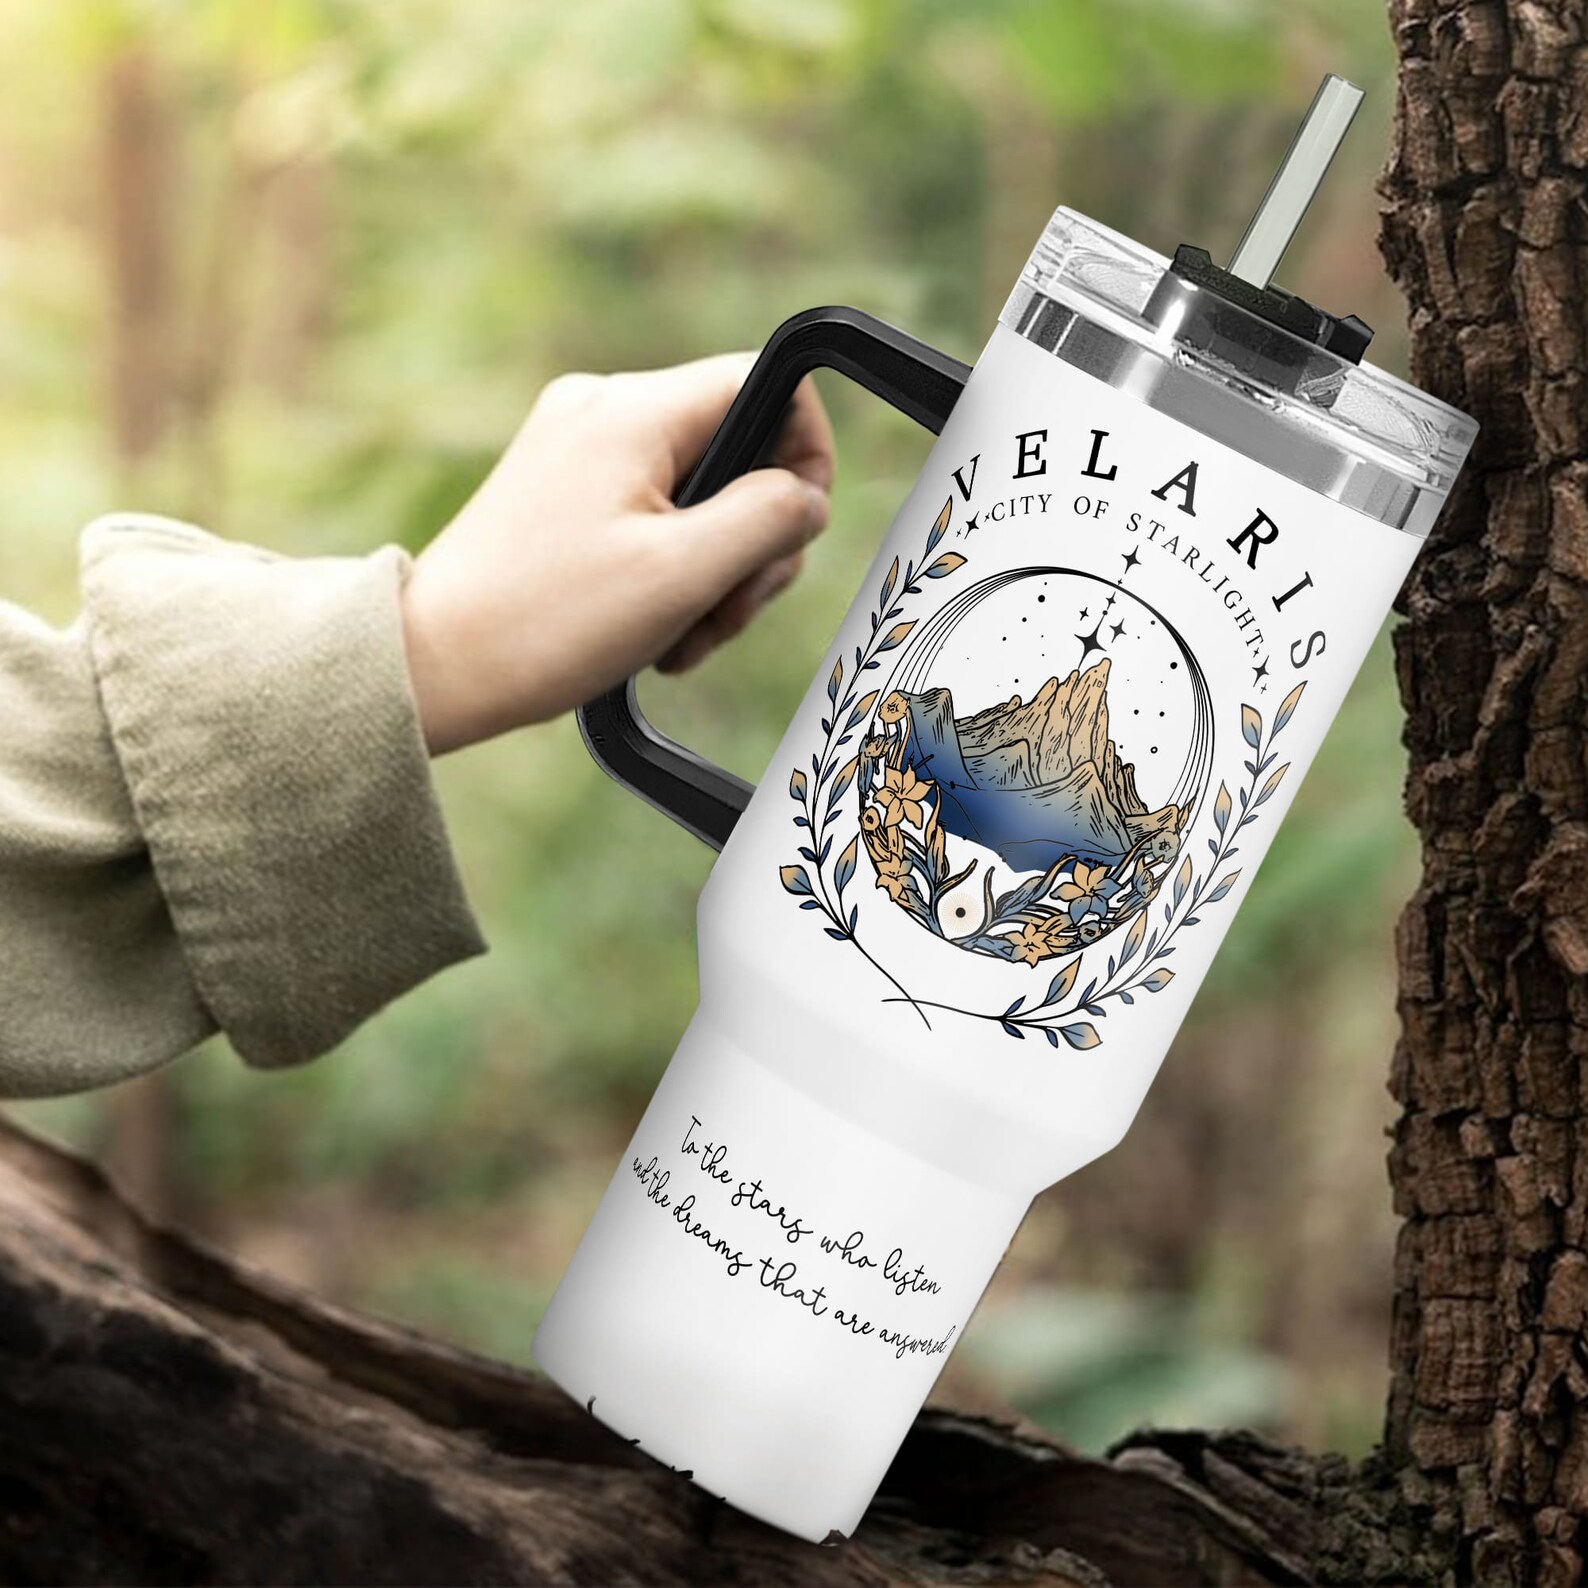 VELARIS
CITY OF STARLIGHT
To the stars who listen
and the dreams that are answered.